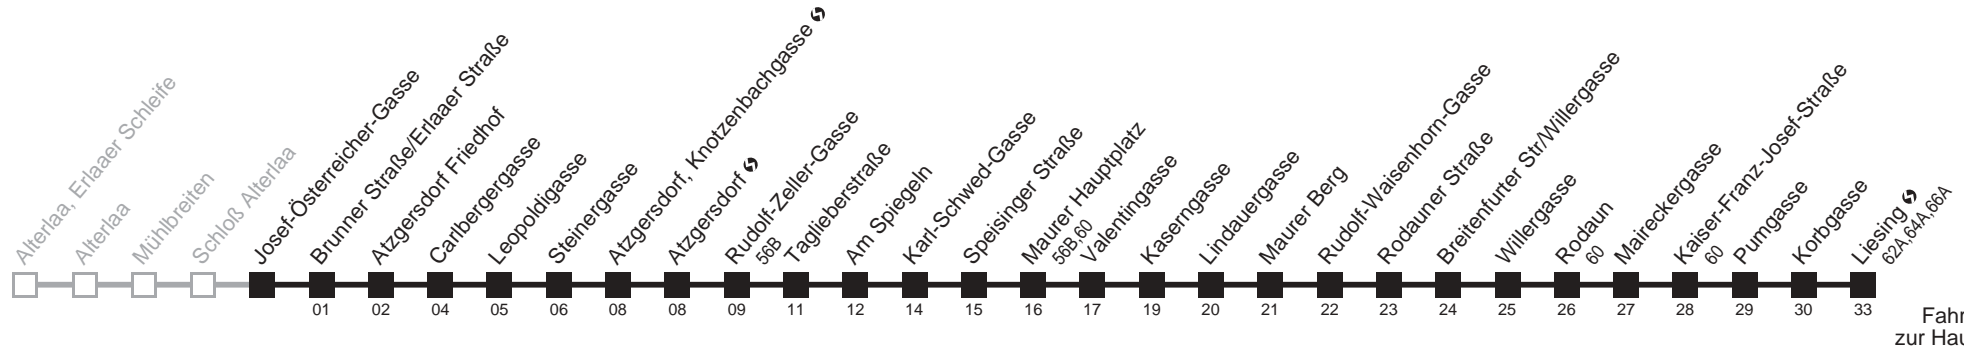 Alterlaa, Erlaaer Schleife
Alterlaa
Mühlbreiten
Schloß Alterlaa
Josef-Österreicher-Gasse
Brunner Straße/Erlaaer Straße
01
Atzgersdorf Friedhof
02
Carlbergergasse
04
Leopoldigasse
05
Steinergasse
06
Atzgersdorf, Knotzenbachgasse
08
Atzgersdorf
08
Rudolf-Zeller-Gasse
56B
09
Taglieberstraße
11
Am Spiegeln
12
Karl-Schwed-Gasse
14
Speisinger Straße
15
Maurer Hauptplatz
56B,60
16
Valentingasse
17
Kaserngasse
19
Lindauergasse
20
Maurer Berg
21
Rudolf-Waisenhorn-Gasse
22
Rodauner Straße
23
Breitenfurter Str/Willergasse
24
Willergasse
25
Rodaun
60
26
Maireckergasse
27
Kaiser-Franz-Josef-Straße
60
28
Pumgasse
29
Korbgasse
30
Liesing
62A,64A,66A
33
Fahr
zur Hau